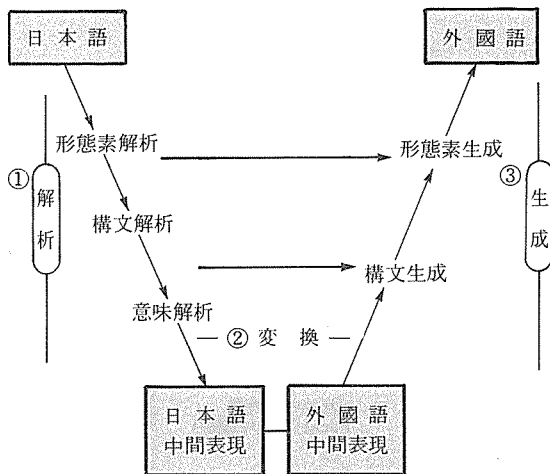 日本語
外國語
形態素解析
形態素生成
①
解析
③
生成
構文解析
構文生成
意味解析
② 変換
日本語
中間表現
外國語
中間表現